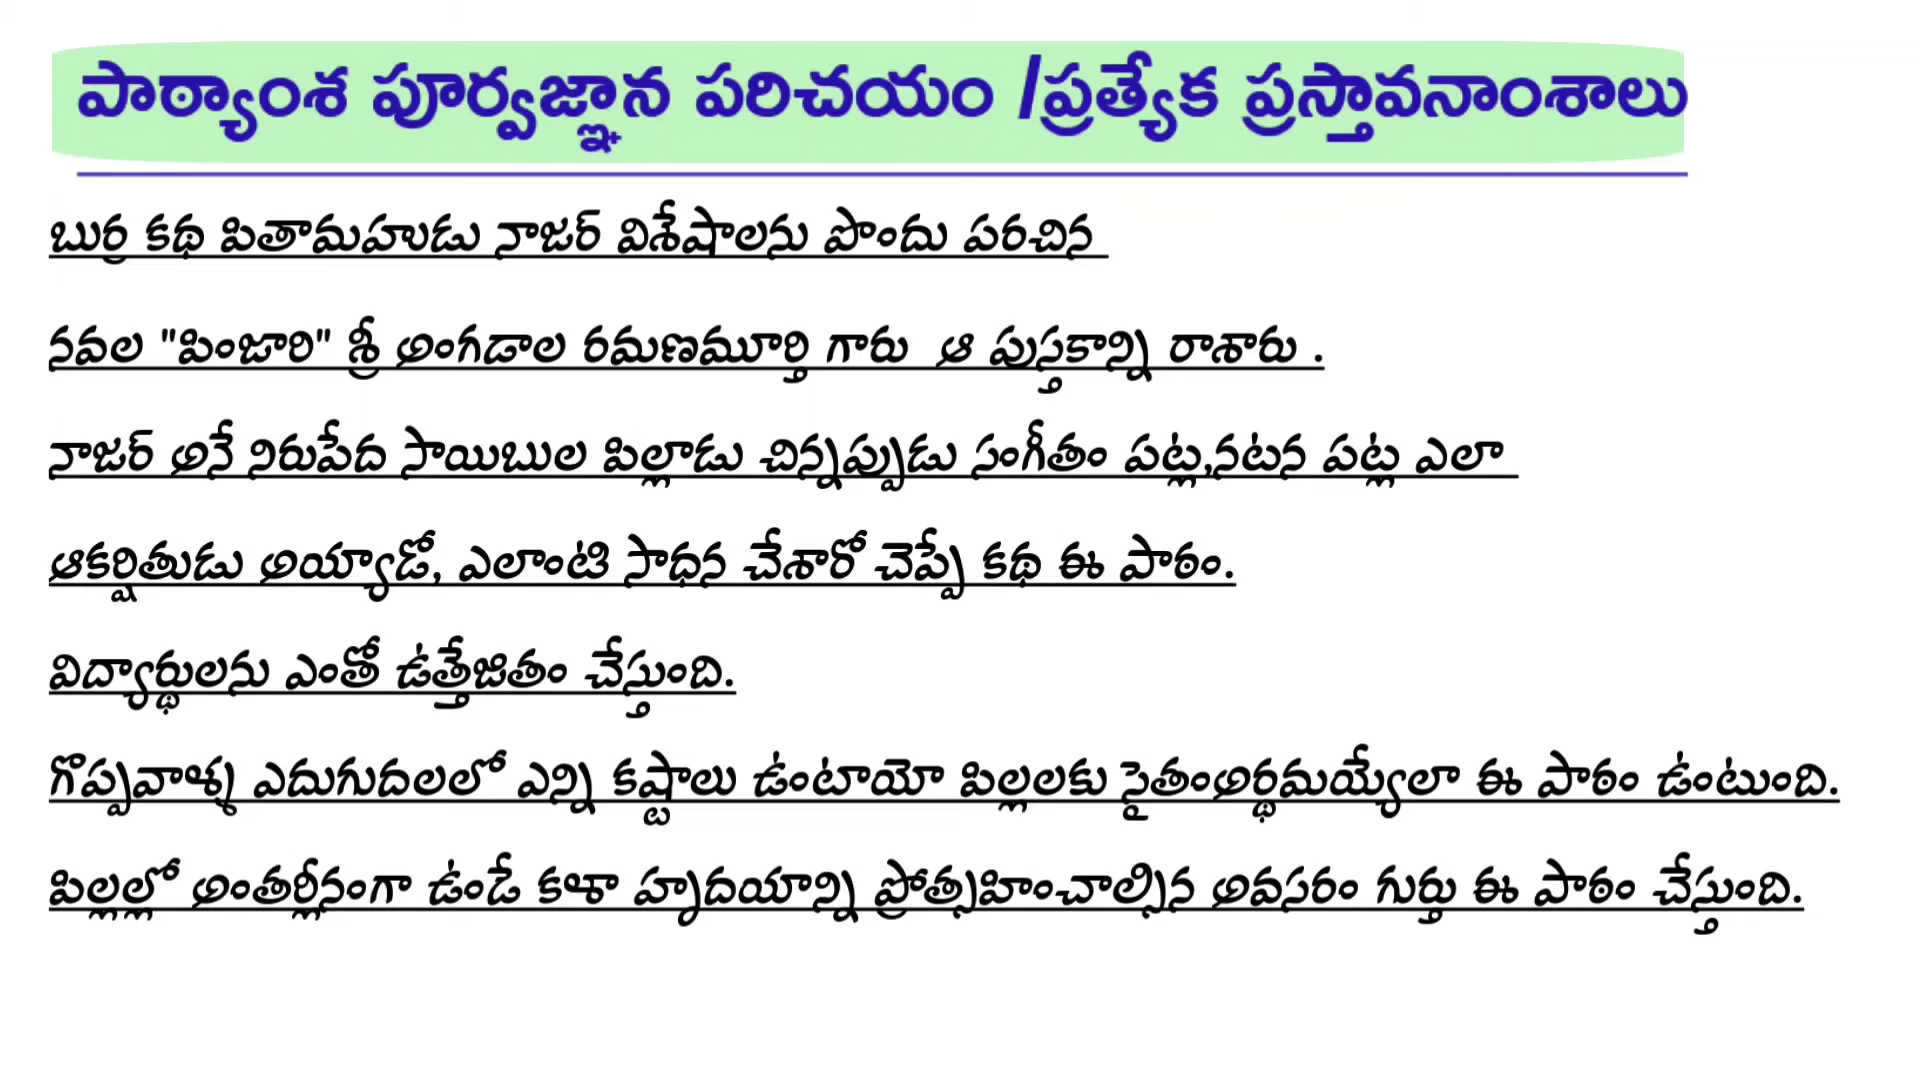 పాఠ్యాంశ పూర్వజ్ఞాన పరిచయం /ప్రత్యేక ప్రస్తావనాంశాలు
బుర్ర కథ పితామహుడు నాజర్ విశేషాలను పొందు పరచిన
నవల "పింజారి" శ్రీ అంగడాల రమణమూర్తి గారు ఆ పుస్తకాన్ని రాశారు .
నాజర్ అనే నిరుపేద సాయిబుల పిల్లాడు చిన్నప్పుడు సంగీతం పట్ల,నటన పట్ల ఎలా
ఆకర్షితుడు అయ్యాడో, ఎలాంటి సాధన చేశారో చెప్పే కథ ఈ పాఠం.
విద్యార్థులను ఎంతో ఉత్తేజితం చేస్తుంది.
గొప్పవాళ్ళ ఎదుగుదలలో ఎన్ని కష్టాలు ఉంటాయో పిల్లలకు సైతంఅర్థమయ్యేలా ఈ పాఠం ఉంటుంది.
పిల్లల్లో అంతర్లీనంగా ఉండే కళా హృదయాన్ని ప్రోత్సహించాల్సిన అవసరం గుర్తు ఈ పాఠం చేస్తుంది.